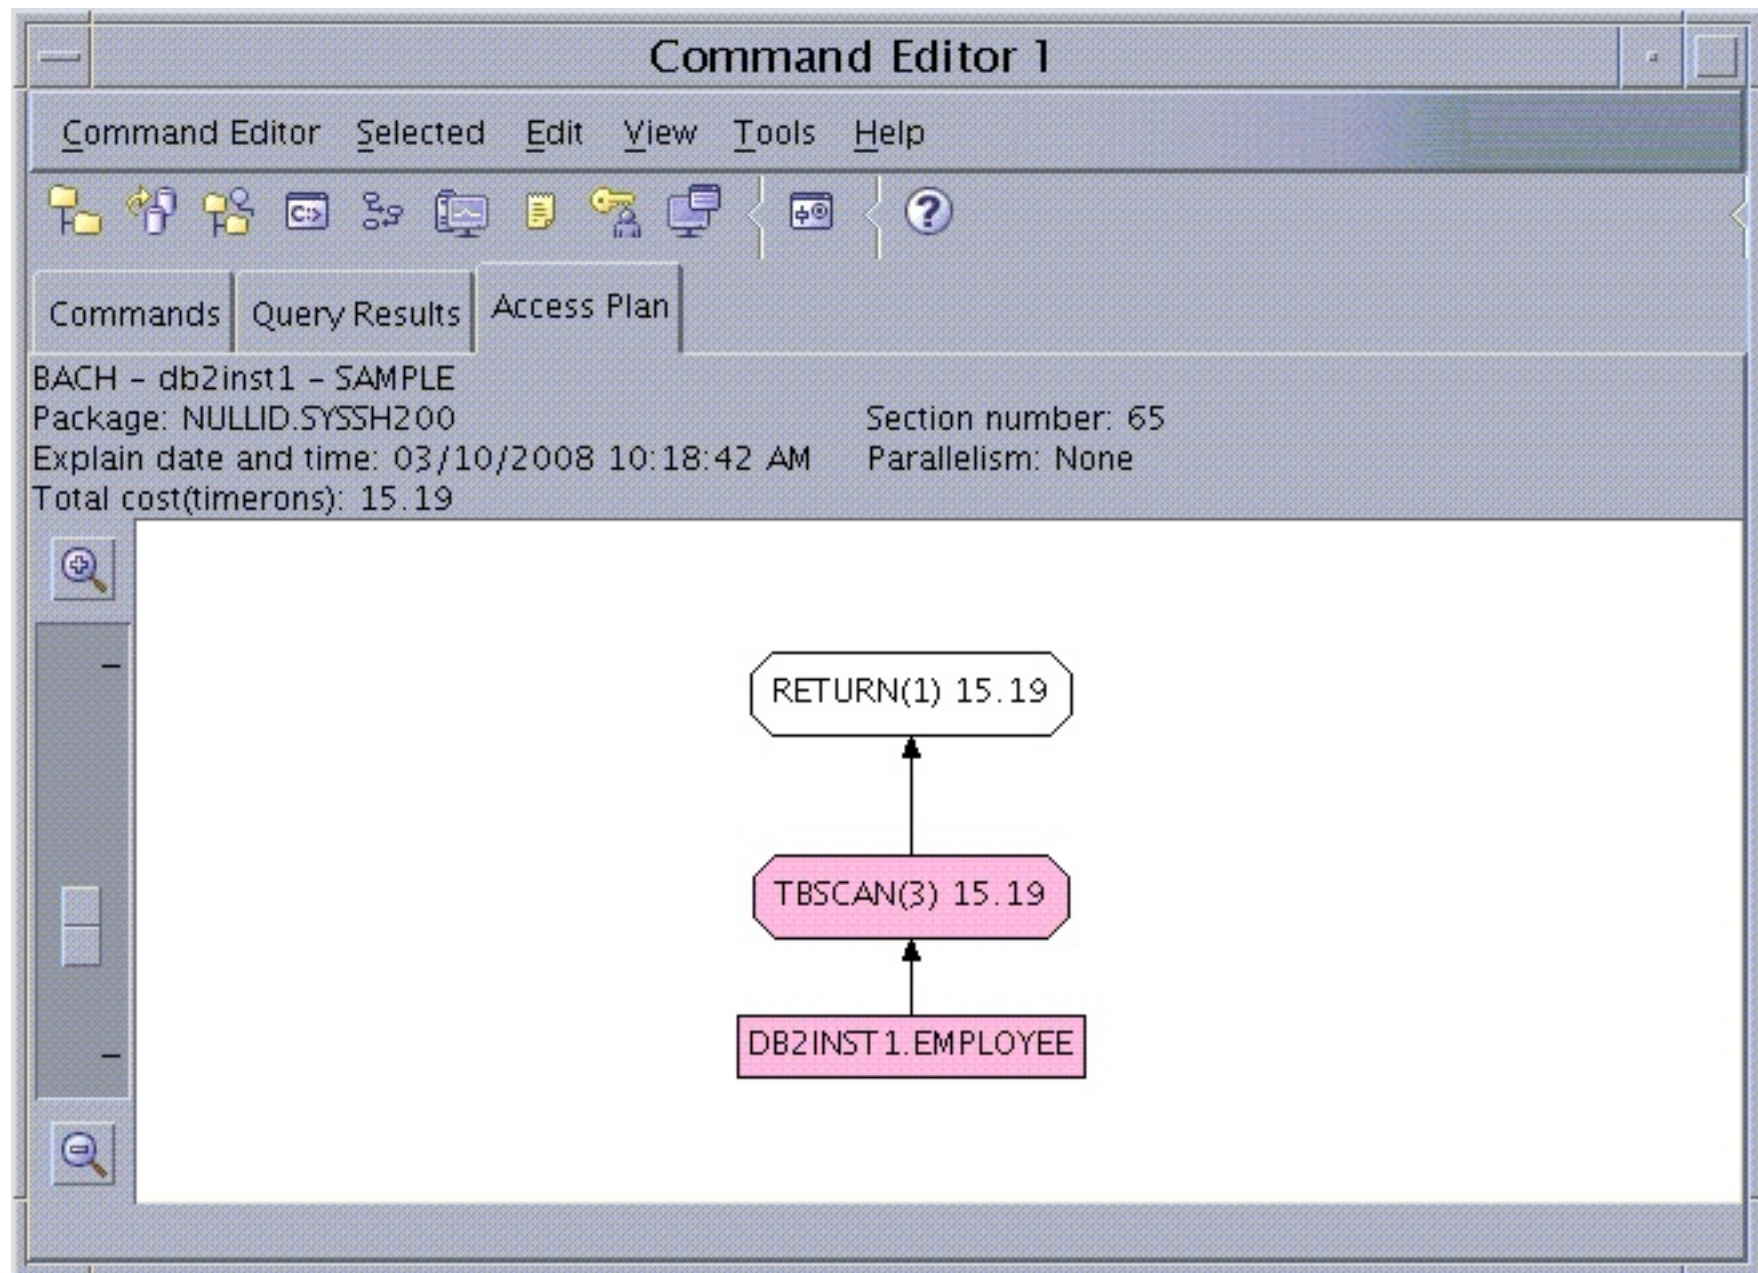 Command Editor 1
Command Editor Selected Edit View Tools Help
C:>
?
Commands Query Results Access Plan
BACH - db2inst1 - SAMPLE
Package: NULLID.SYSSH200 Section number: 65
Explain date and time: 03/10/2008 10:18:42 AM Parallelism: None
Total cost(timerons): 15.19
RETURN(1) 15.19
TBSCAN(3) 15.19
DB2INST1.EMPLOYEE